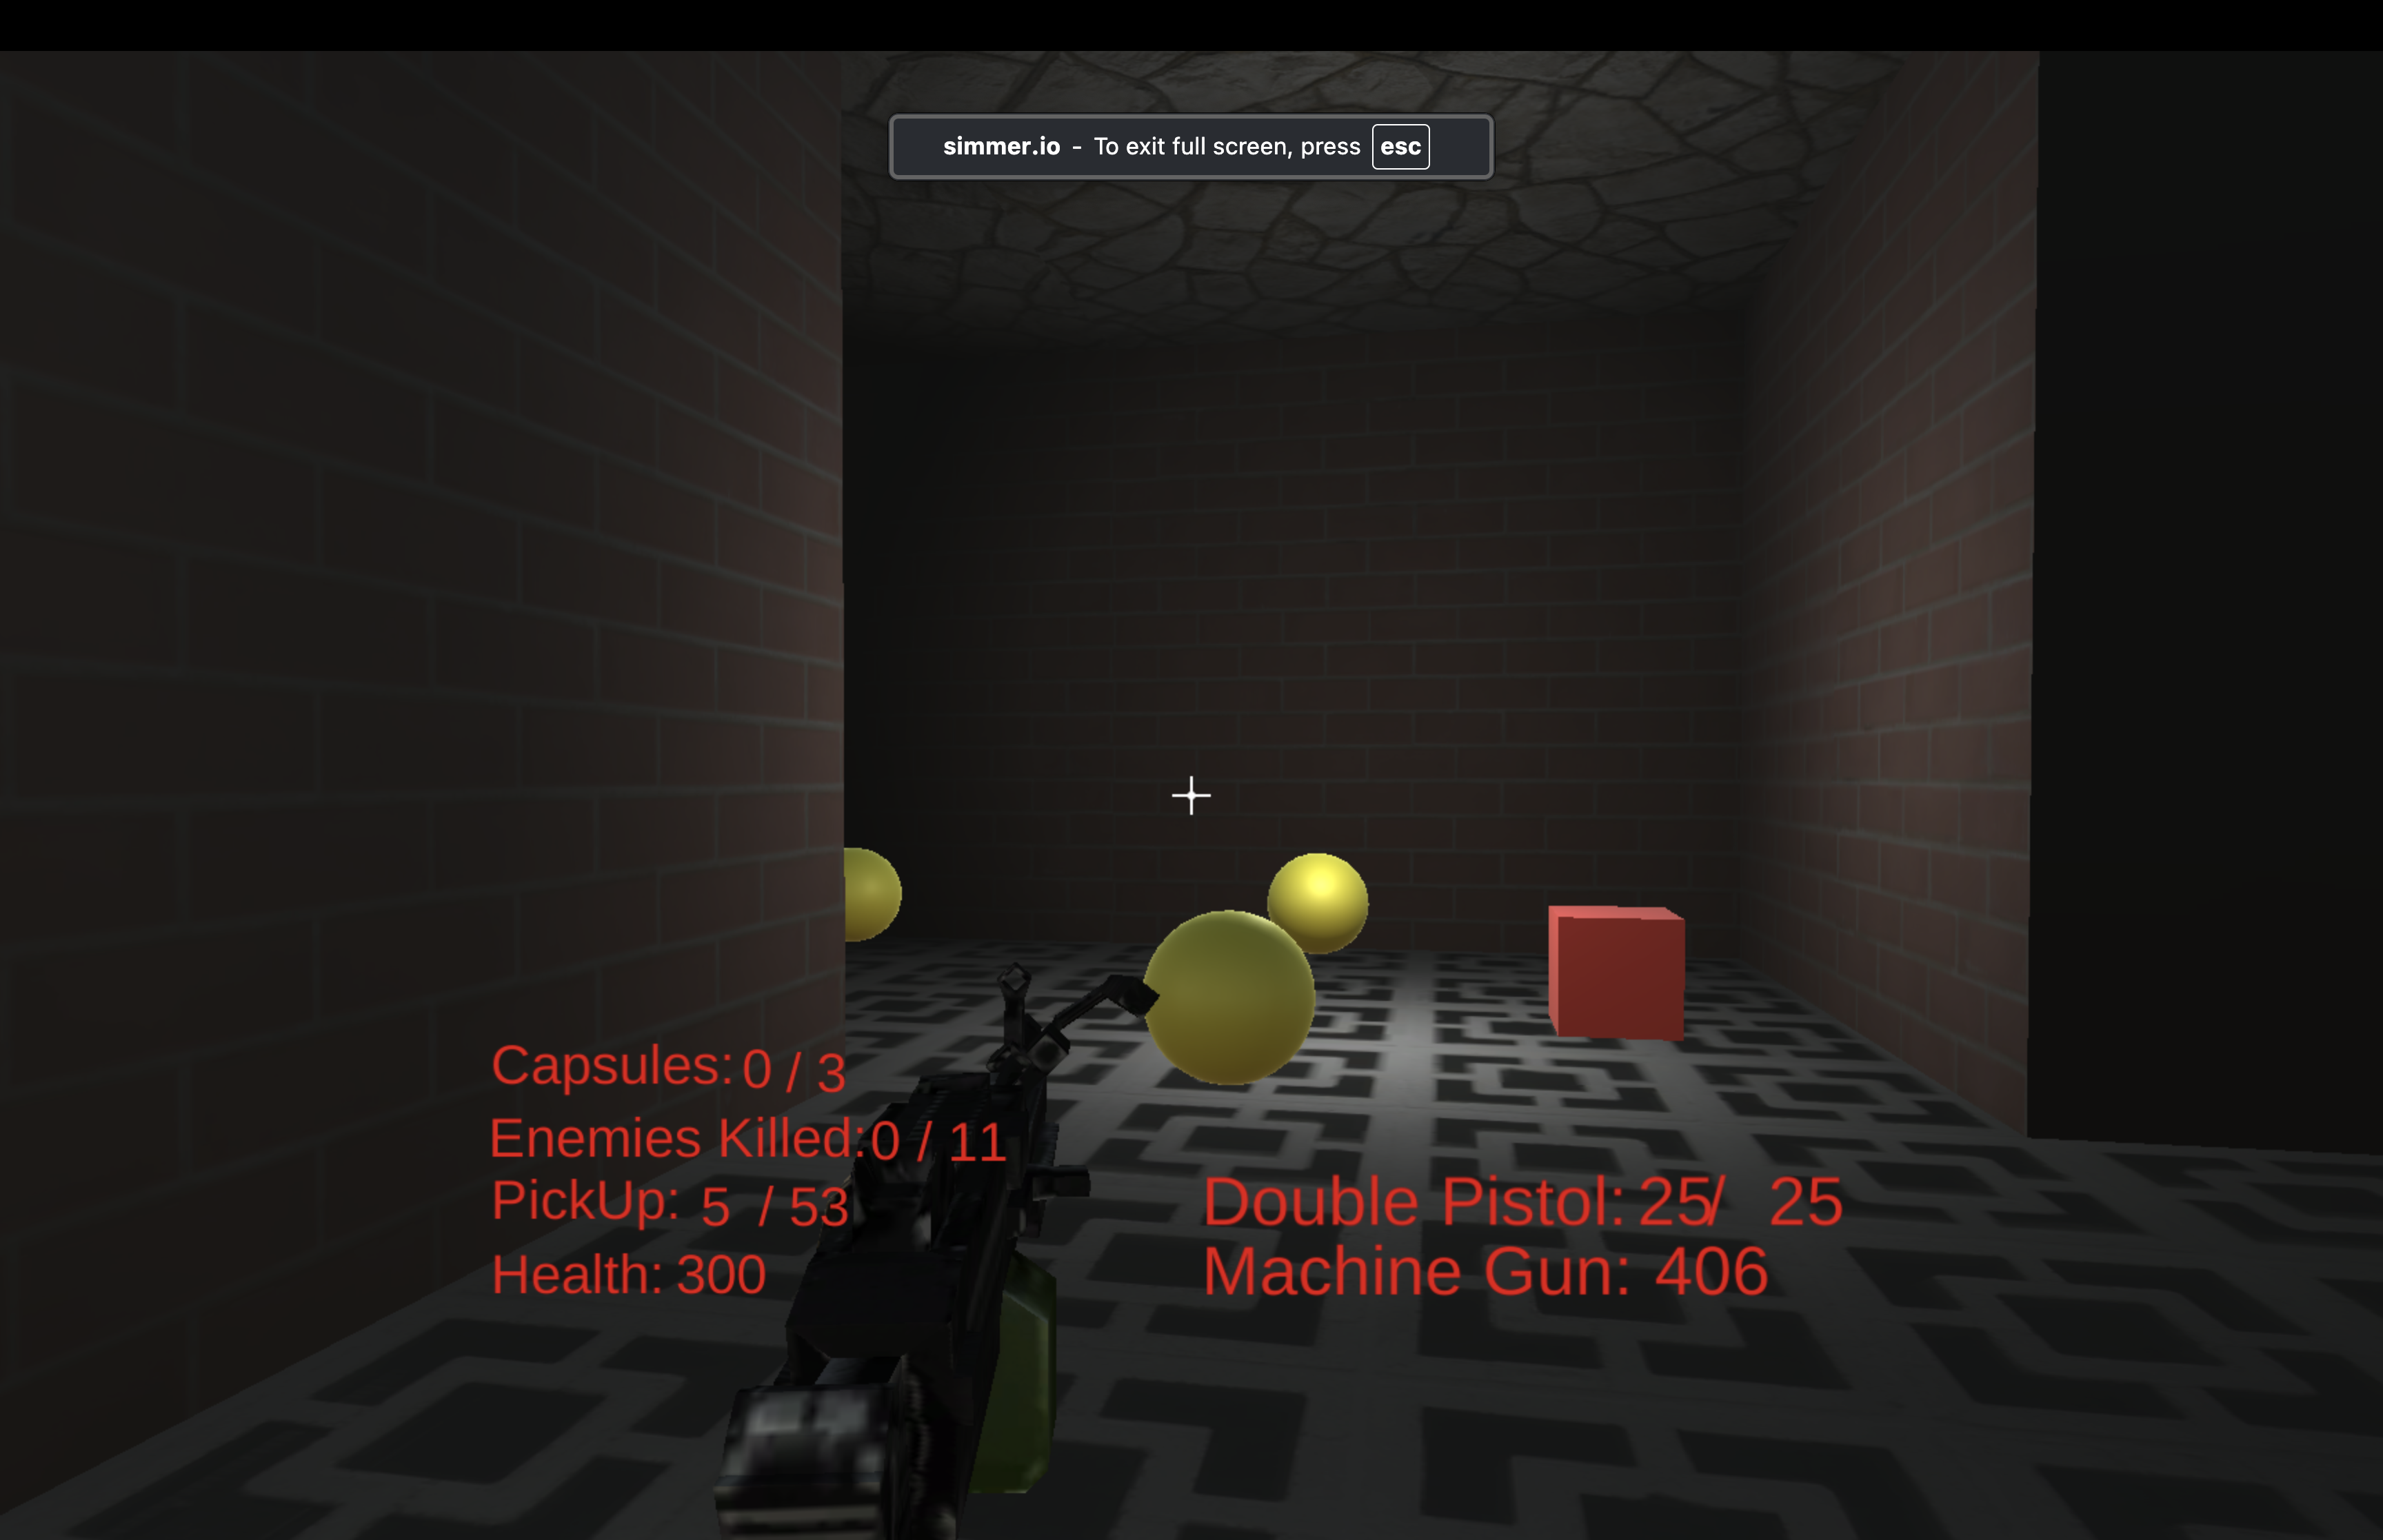 simmer.io - To exit full screen, press esc
Capsules: 0 / 3
Enemies Killed: 0 / 11
PickUp: 5 / 53
Health: 300
Double Pistol: 25/ 25
Machine Gun: 406